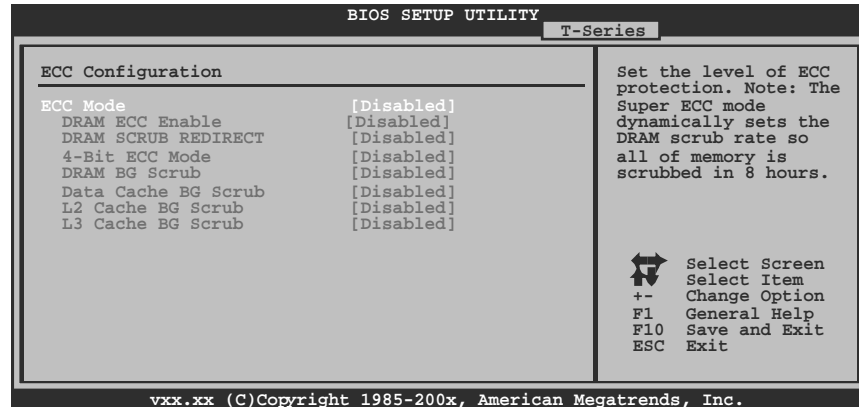 BIOS SETUP UTILITY
T-Series
ECC Configuration
ECC Mode [Disabled]
DRAM ECC Enable [Disabled]
DRAM SCRUB REDIRECT [Disabled]
4-Bit ECC Mode [Disabled]
DRAM BG Scrub [Disabled]
Data Cache BG Scrub [Disabled]
L2 Cache BG Scrub [Disabled]
L3 Cache BG Scrub [Disabled]
Set the level of ECC
protection. Note: The
Super ECC mode
dynamically sets the
DRAM scrub rate so
all of memory is
scrubbed in 8 hours.
Select Screen
Select Item
+- Change Option
F1 General Help
F10 Save and Exit
ESC Exit
vxx.xx (C)Copyright 1985-200x, American Megatrends, Inc.